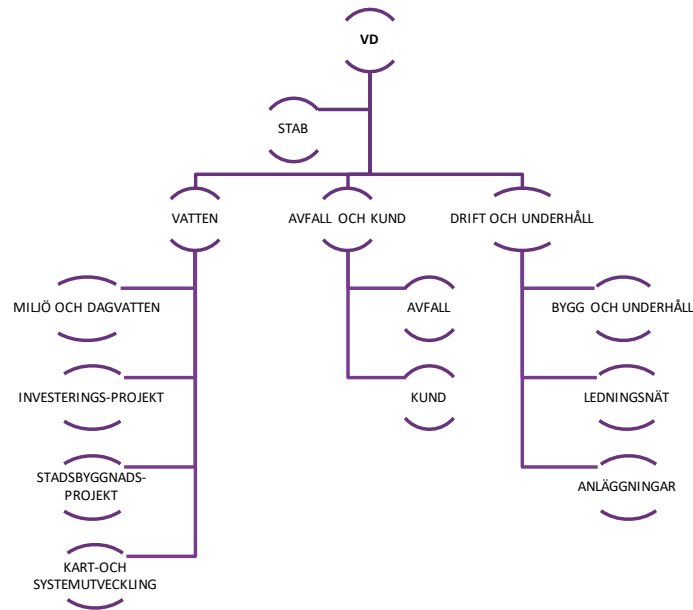 VD
STAB
VATTEN
AVFALL OCH KUND
DRIFT OCH UNDERHÅLL
MILJÖ OCH DAGVATTEN
INVESTERINGS-PROJEKT
STADSBYGGNADS-
PROJEKT
KART-OCH
SYSTEMUTVECKLING
AVFALL
KUND
BYGG OCH UNDERHÅLL
LEDNINGSNÄT
ANLÄGGNINGAR